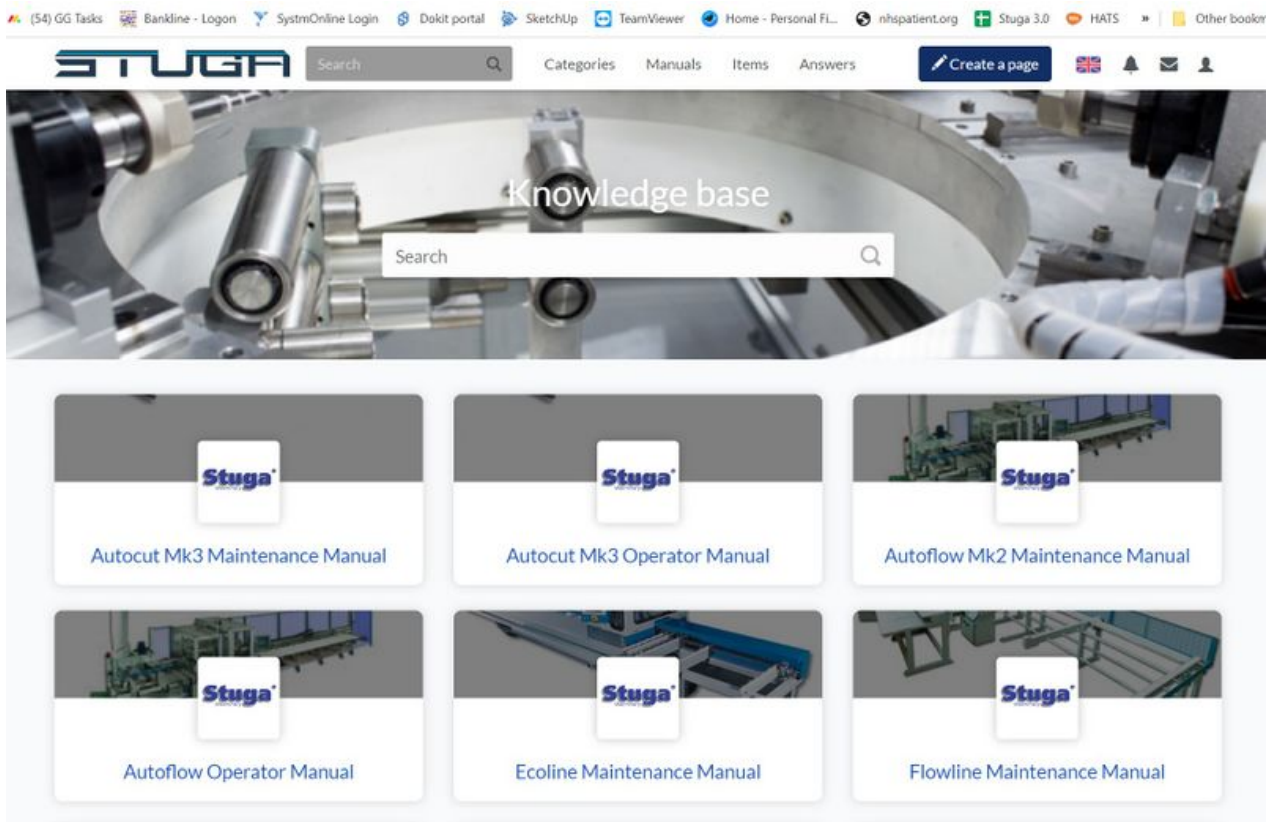 (54) GG Tasks Bankline - Logon SystmOnline Login Dokit portal SketchUp TeamViewer Home - Personal Fi... nhspatient.org Stuga 3.0 HATS » Other bookm
STUGA Search Categories Manuals Items Answers Create a page
Knowledge base
Search
Stuga Stuga Stuga
Autocut Mk3 Maintenance Manual Autocut Mk3 Operator Manual Autoflow Mk2 Maintenance Manual
Stuga Stuga Stuga
Autoflow Operator Manual Ecoline Maintenance Manual Flowline Maintenance Manual